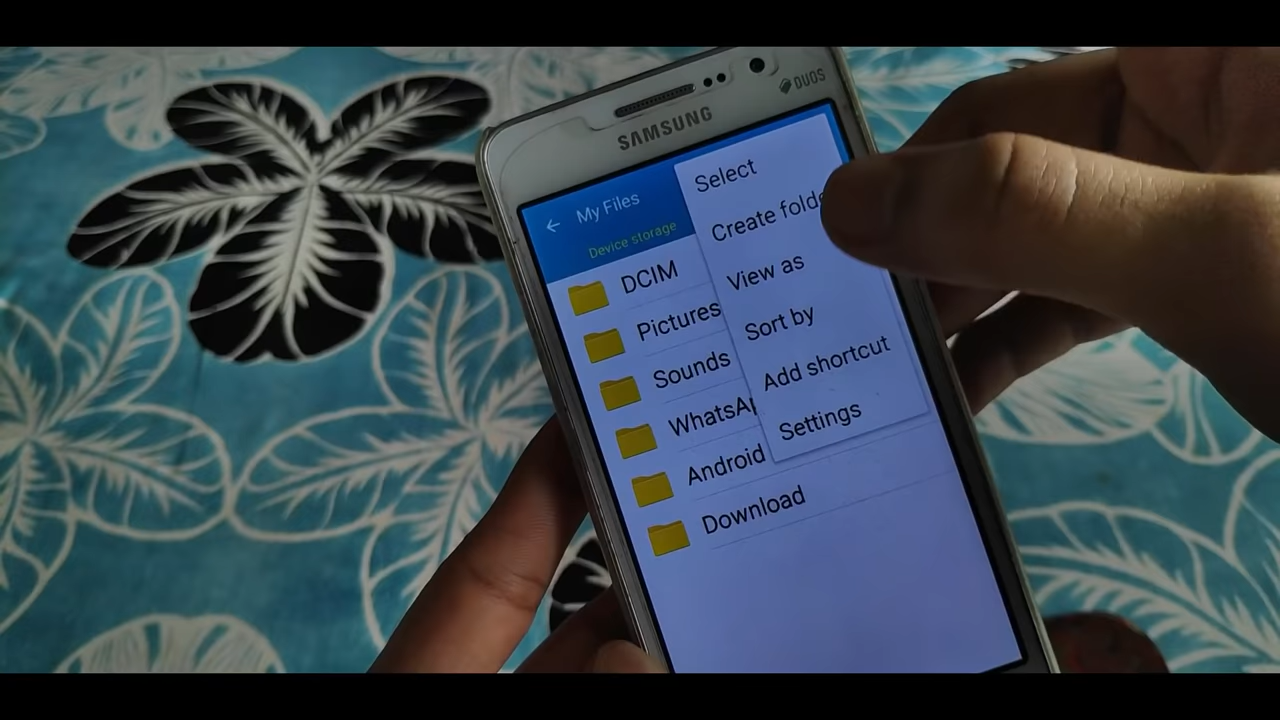 DUOS
SAMSUNG
My Files
Device storage
DCIM
Pictures
Sounds
Android
Download
Select
Create
View as
Sort by
Add shortcut
Settings